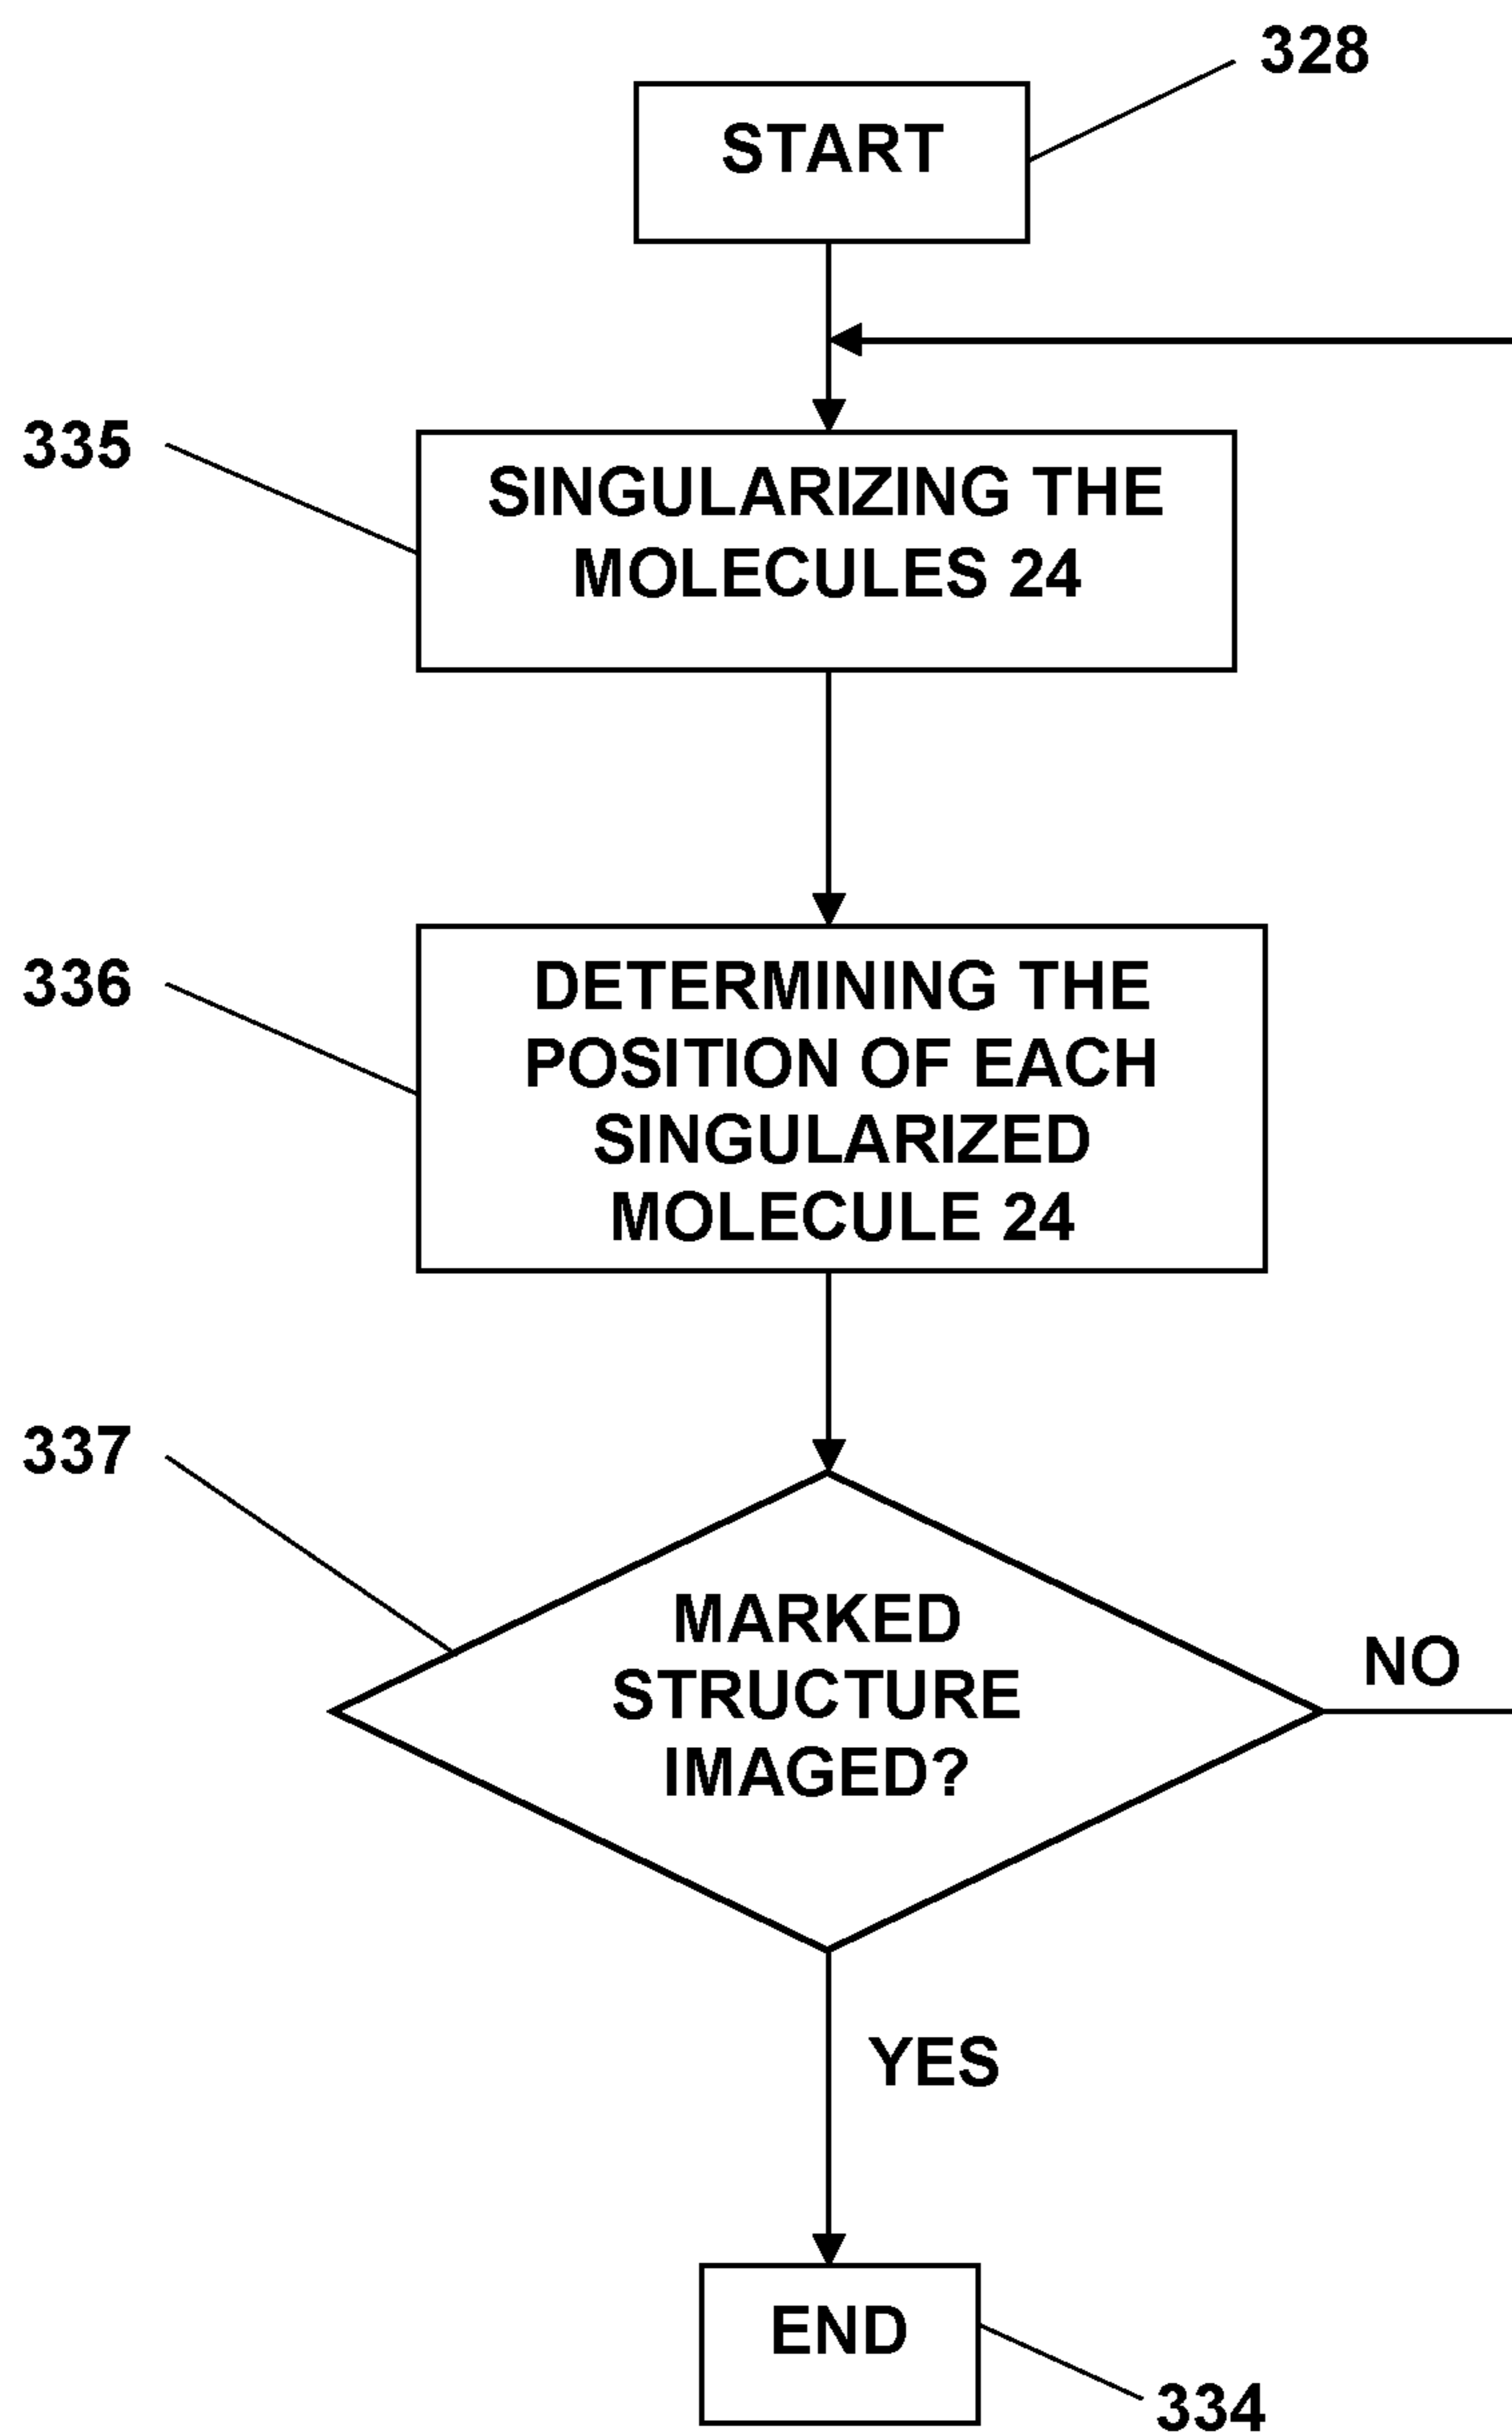 328
START
335
SINGULARIZING THE
MOLECULES 24
336
DETERMINING THE
POSITION OF EACH
SINGULARIZED
MOLECULE 24
337
MARKED
STRUCTURE
IMAGED?
NO
YES
END
334